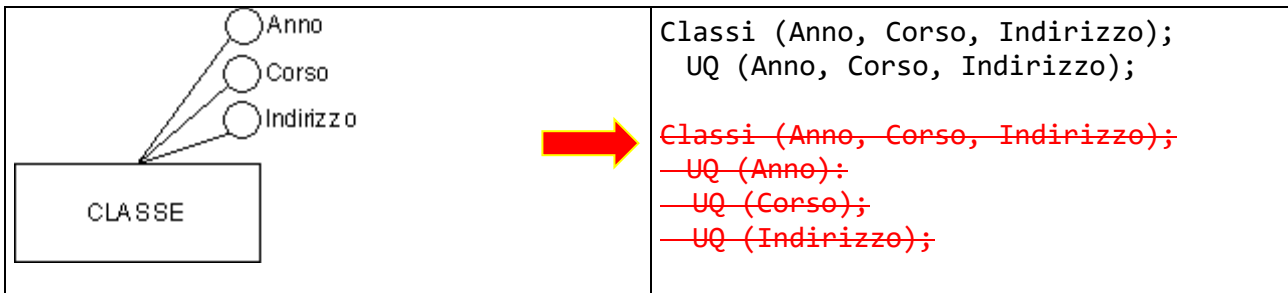 Anno
Corso
Indirizzo
CLASSE
Classi (Anno, Corso, Indirizzo);
UQ (Anno, Corso, Indirizzo);
Classi (Anno, Corso, Indirizzo);
UQ (Anno):
UQ (Corso);
UQ (Indirizzo);